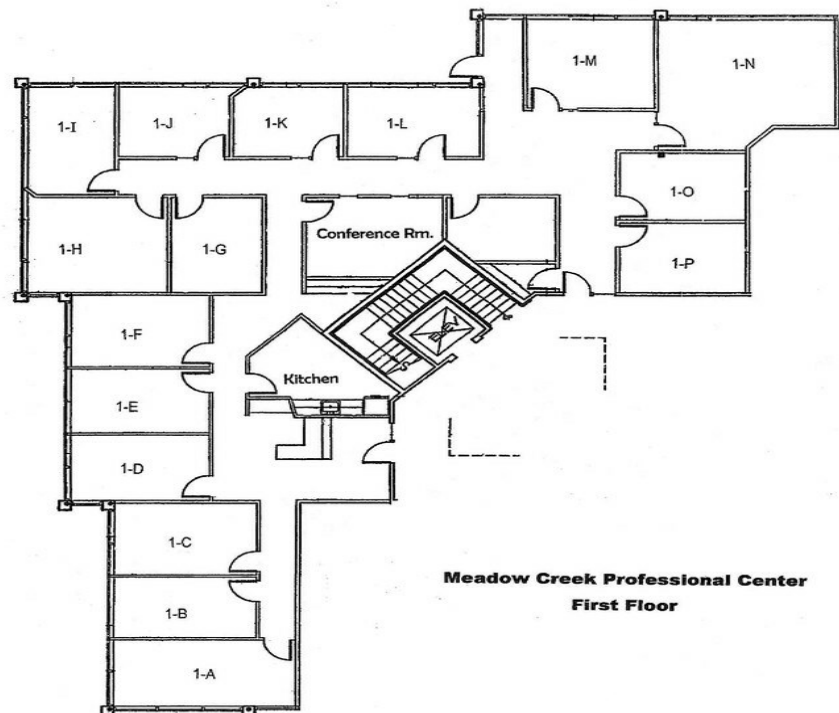 1-M
1-N
1-I
1-J
1-K
1-L
1-O
1-H
1-G
Conference Rm.
1-P
1-F
Kitchen
1-E
1-D
1-C
1-B
1-A
Meadow Creek Professional Center
First Floor